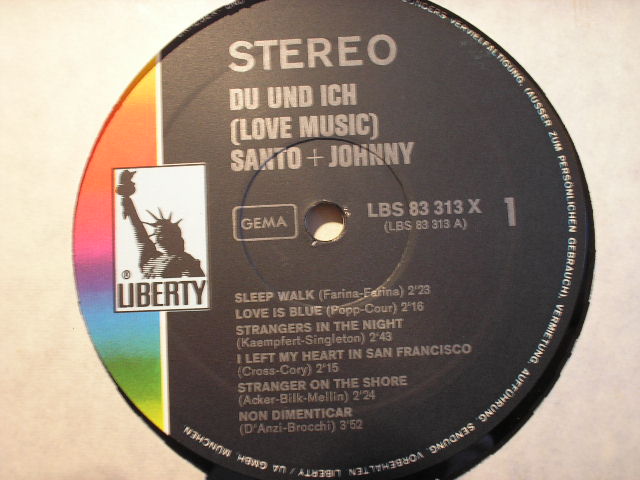 STEREO
DU UND ICH
(LOVE MUSIC)
SANTO + JOHNNY
GEMA
LBS 83 313 X
(LBS 83 313 A)
1
® LIBERTY
SLEEP WALK (Farina-Farina) 2'23
LOVE IS BLUE (Popp-Cour) 2'16
STRANGERS IN THE NIGHT
(Kaempfert-Singleton) 2'43
I LEFT MY HEART IN SAN FRANCISCO
(Cross-Cory) 2'15
STRANGER ON THE SHORE
(Acker-Bilk-Mellin) 2'24
NON DIMENTICAR
(D'Anzi-Brocchi) 3'52
VERVIELFÄLTIGUNG, (AUSSER ZUM PERSÖNLICHEN GEBRAUCH), VERMIETUNG, AUFFÜHRUNG, SENDUNG, VORBEHALTEN. LIBERTY / UA GMBH. MÜNCHEN